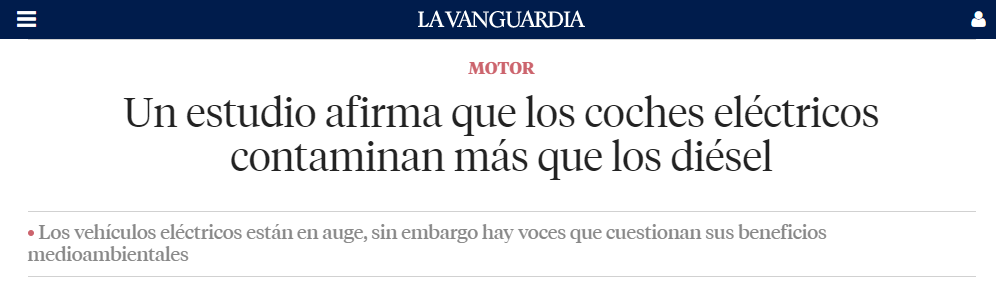 LA VANGUARDIA
MOTOR
Un estudio afirma que los coches eléctricos
contaminan más que los diésel
• Los vehículos eléctricos están en auge, sin embargo hay voces que cuestionan sus beneficios
medioambientales